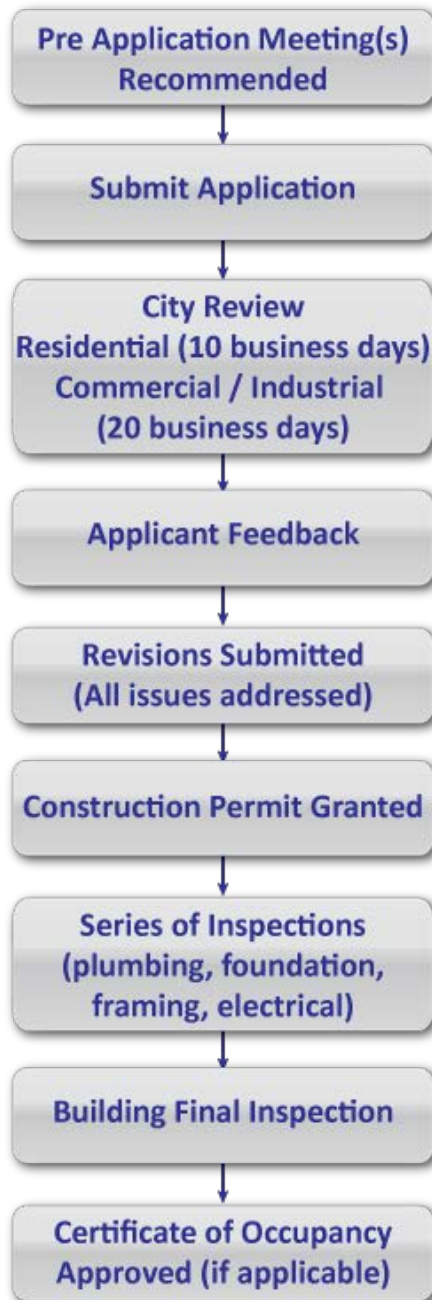 Pre Application Meeting(s)
Recommended
Submit Application
City Review
Residential (10 business days)
Commercial / Industrial
(20 business days)
Applicant Feedback
Revisions Submitted
(All issues addressed)
Construction Permit Granted
Series of Inspections
(plumbing, foundation,
framing, electrical)
Building Final Inspection
Certificate of Occupancy
Approved (if applicable)